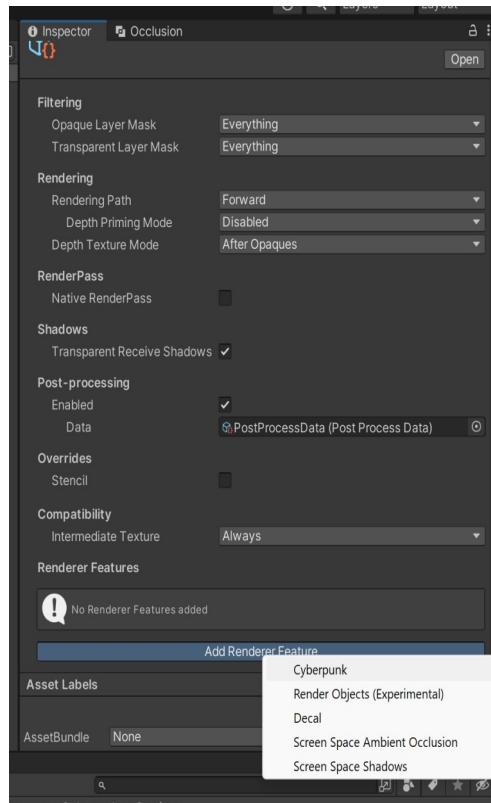 Layers Layout
Inspector Occlusion
Open
Filtering
Opaque Layer Mask Everything
Transparent Layer Mask Everything
Rendering
Rendering Path Forward
Depth Priming Mode Disabled
Depth Texture Mode After Opaques
RenderPass
Native RenderPass
Shadows
Transparent Receive Shadows
Post-processing
Enabled
Data PostProcessData (Post Process Data)
Overrides
Stencil
Compatibility
Intermediate Texture Always
Renderer Features
No Renderer Features added
Add Renderer Feature
Cyberpunk
Render Objects (Experimental)
Decal
Screen Space Ambient Occlusion
Screen Space Shadows
Asset Labels
AssetBundle None